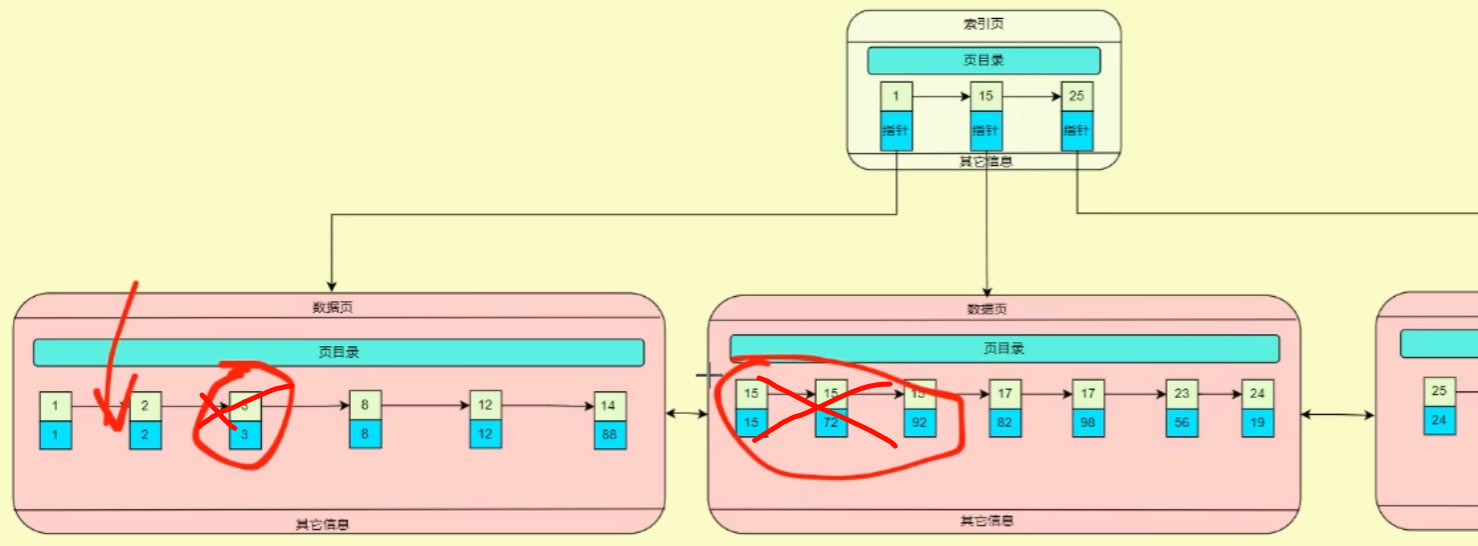 索引页
页目录
1 15 25
指针 指针 指针
其它信息
数据页
页目录
1 2 3 8 12 14
1 2 3 8 12 88
其它信息
数据页
页目录
15 15 15 17 17 23 24
15 72 92 82 98 56 19
其它信息
25
24